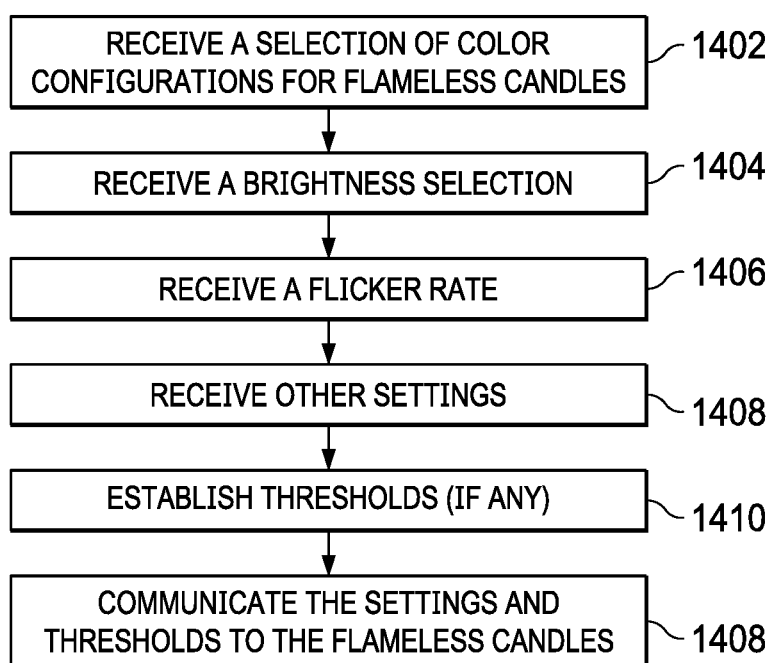 RECEIVE A SELECTION OF COLOR
CONFIGURATIONS FOR FLAMELESS CANDLES
1402
RECEIVE A BRIGHTNESS SELECTION
1404
RECEIVE A FLICKER RATE
1406
RECEIVE OTHER SETTINGS
1408
ESTABLISH THRESHOLDS (IF ANY)
1410
COMMUNICATE THE SETTINGS AND
THRESHOLDS TO THE FLAMELESS CANDLES
1408